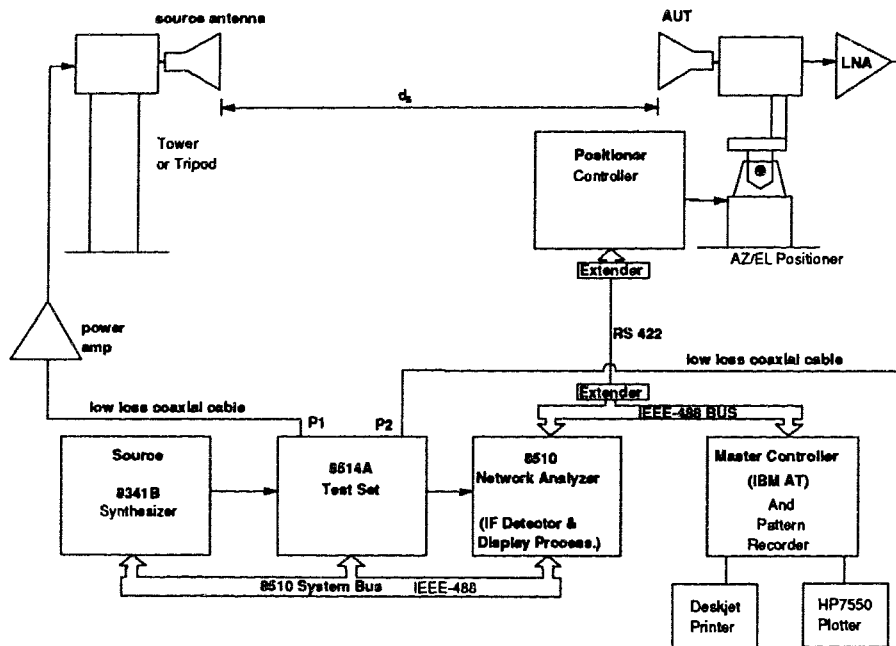 source antenna
AUT
LNA
ds
Tower
or Tripod
Positioner
Controller
AZ/EL Positioner
Extender
power
amp
RS 422
low loss coaxial cable
low loss coaxial cable
Extender
P1
P2
IEEE-488 BUS
Source
8341B
Synthesizer
8514A
Test Set
8510
Network Analyzer
(IF Detector &
Display Process.)
Master Controller
(IBM AT)
And
Pattern
Recorder
8510 System Bus
IEEE-488
Deskjet
Printer
HP7550
Plotter